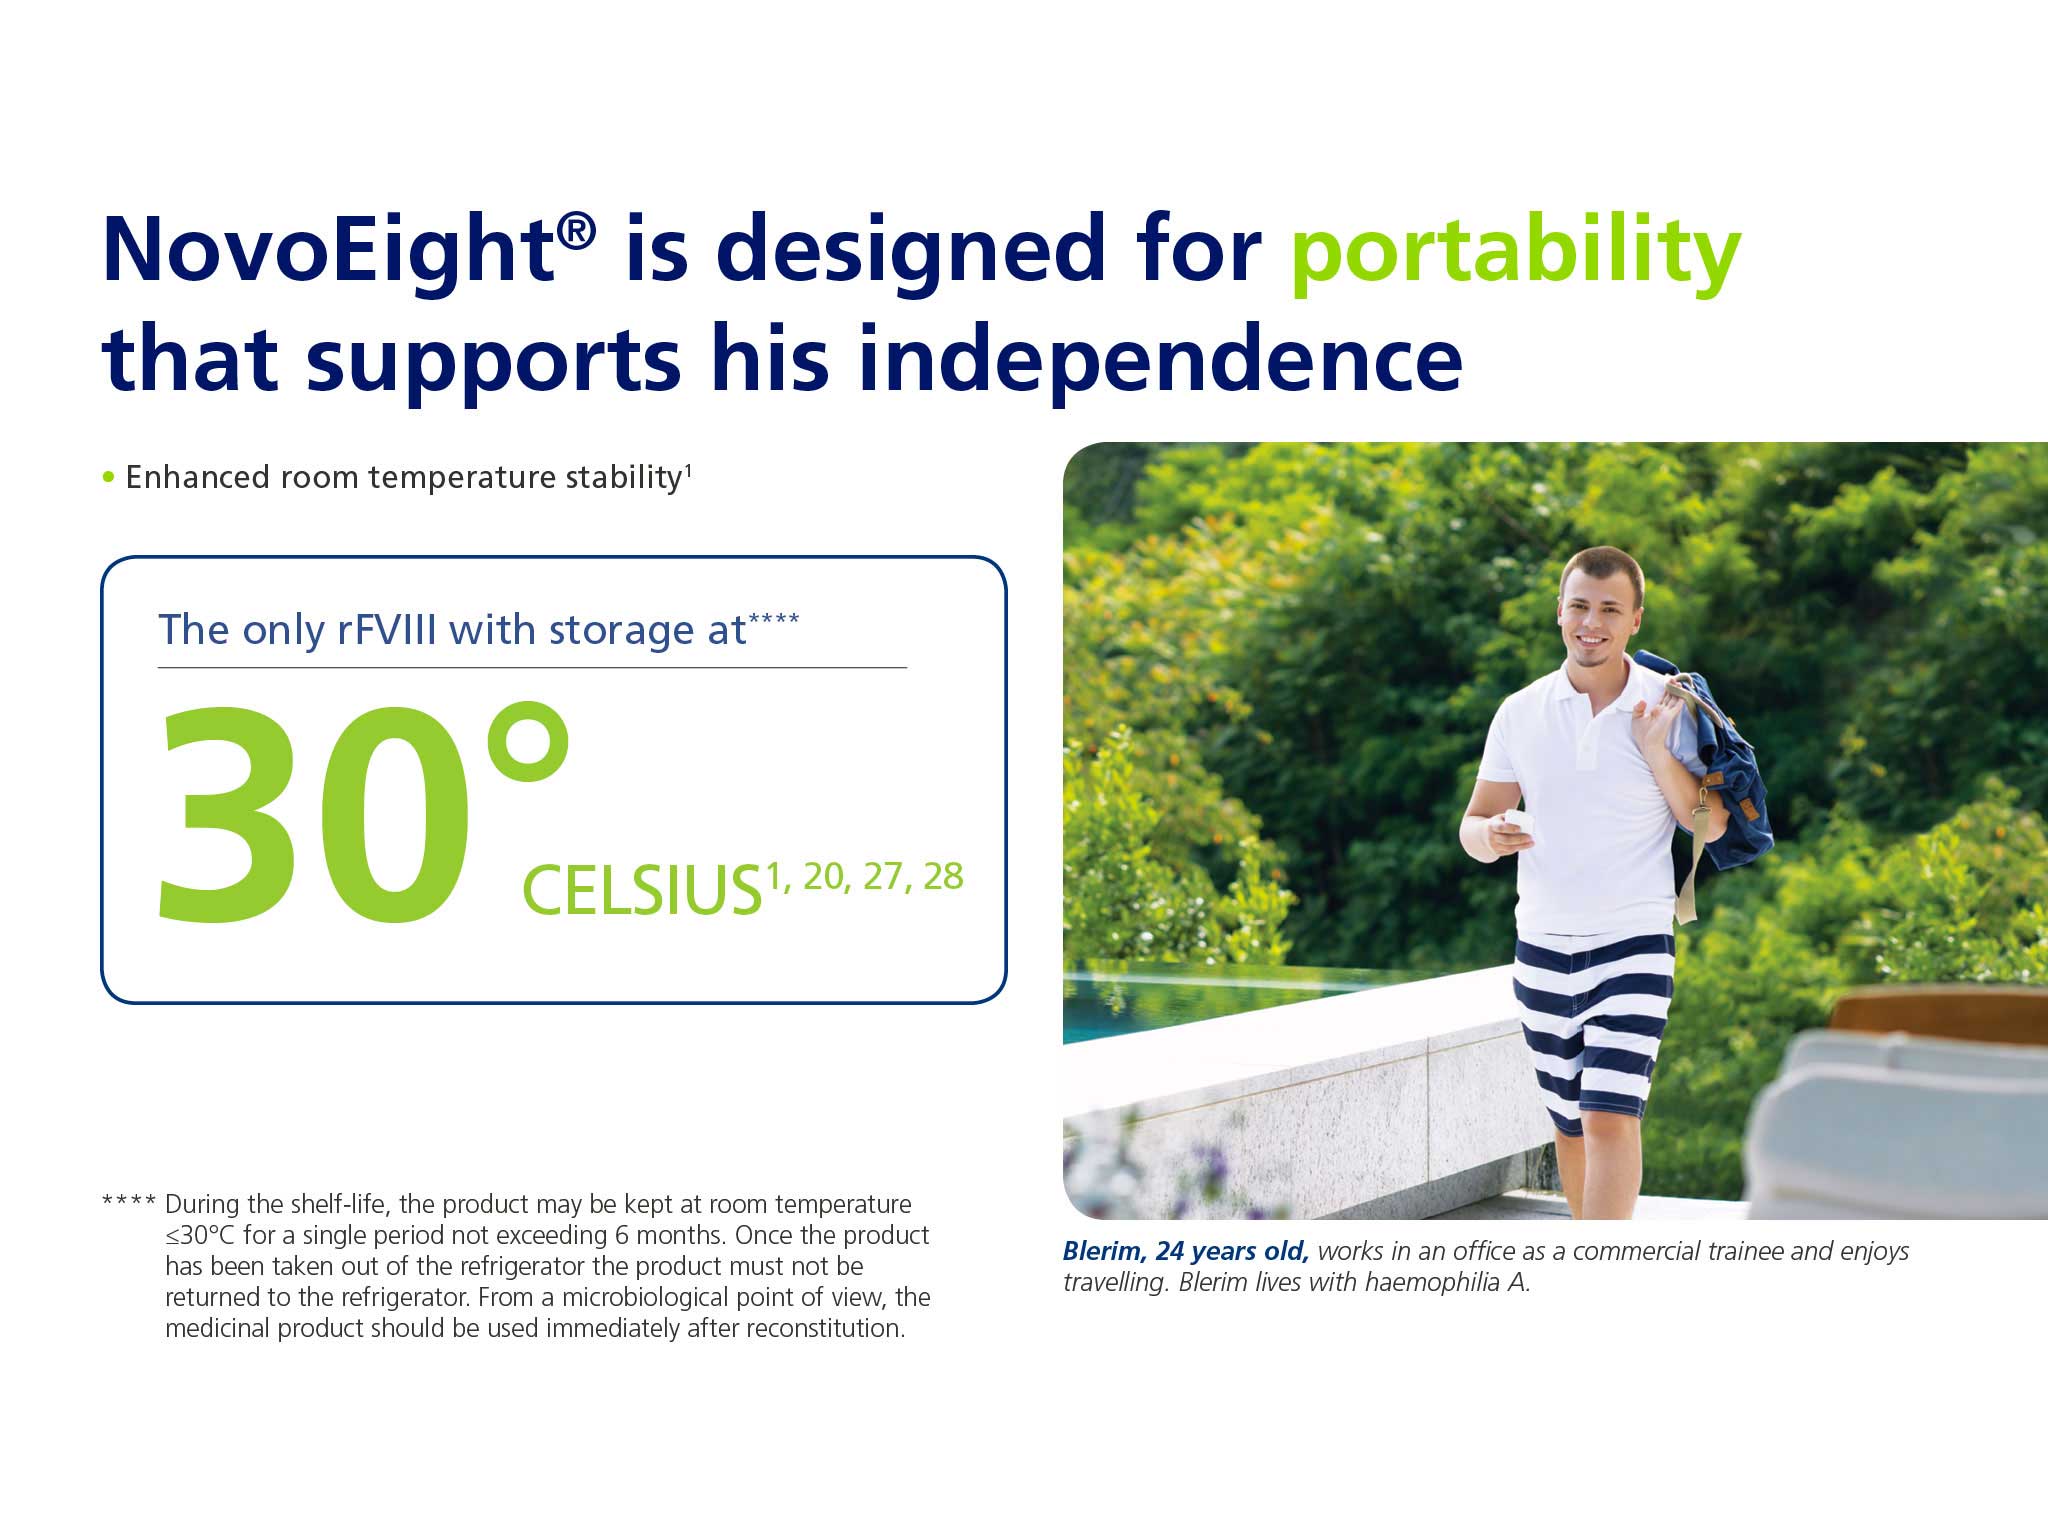 NovoEight® is designed for portability
that supports his independence
• Enhanced room temperature stability¹
The only rFVIII with storage at****
30°
CELSIUS¹, ²⁰, ²⁷, ²⁸
**** During the shelf-life, the product may be kept at room temperature
≤30°C for a single period not exceeding 6 months. Once the product
has been taken out of the refrigerator the product must not be
returned to the refrigerator. From a microbiological point of view, the
medicinal product should be used immediately after reconstitution.
Blerim, 24 years old, works in an office as a commercial trainee and enjoys
travelling. Blerim lives with haemophilia A.